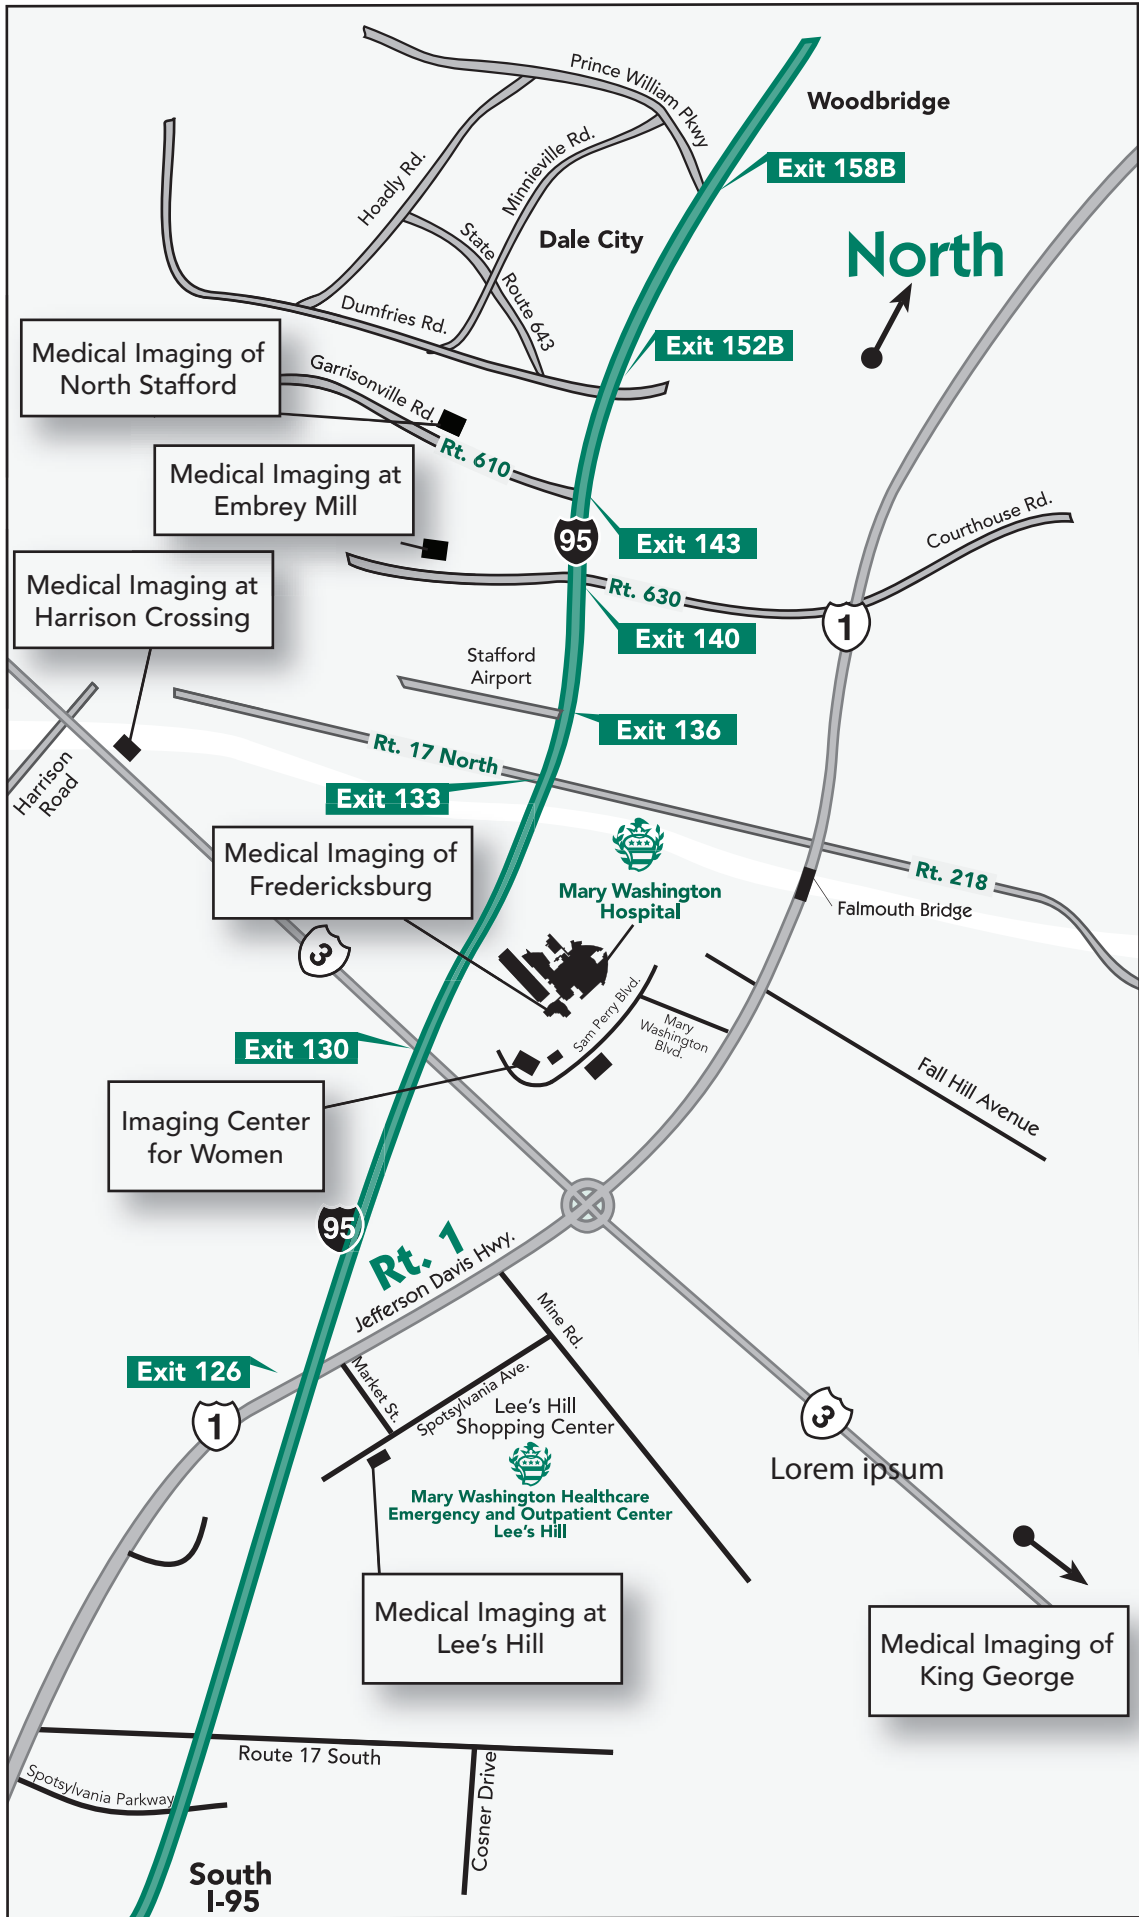 Prince William Pkwy
Woodbridge
Exit 158B
Hoadly Rd.
Minnieville Rd.
State Route 643
Dale City
North
Dumfries Rd.
Exit 152B
Medical Imaging of
North Stafford
Garrisonville Rd.
Rt. 610
Medical Imaging at
Embrey Mill
95
Exit 143
Courthouse Rd.
Medical Imaging at
Harrison Crossing
Rt. 630
Exit 140
1
Stafford
Airport
Exit 136
Rt. 17 North
Harrison
Road
Exit 133
Medical Imaging of
Fredericksburg
Mary Washington
Hospital
Rt. 218
Falmouth Bridge
3
Sam Perry Blvd.
Mary
Washington
Blvd.
Exit 130
Fall Hill Avenue
Imaging Center
for Women
95
Rt. 1
Jefferson Davis Hwy.
Mine Rd.
Exit 126
Market St.
Spotsylvania Ave.
1
Lee's Hill
Shopping Center
3
Lorem ipsum
Mary Washington Healthcare
Emergency and Outpatient Center
Lee's Hill
Medical Imaging at
Lee's Hill
Medical Imaging of
King George
Route 17 South
Spotsylvania Parkway
Cosner Drive
South
I-95